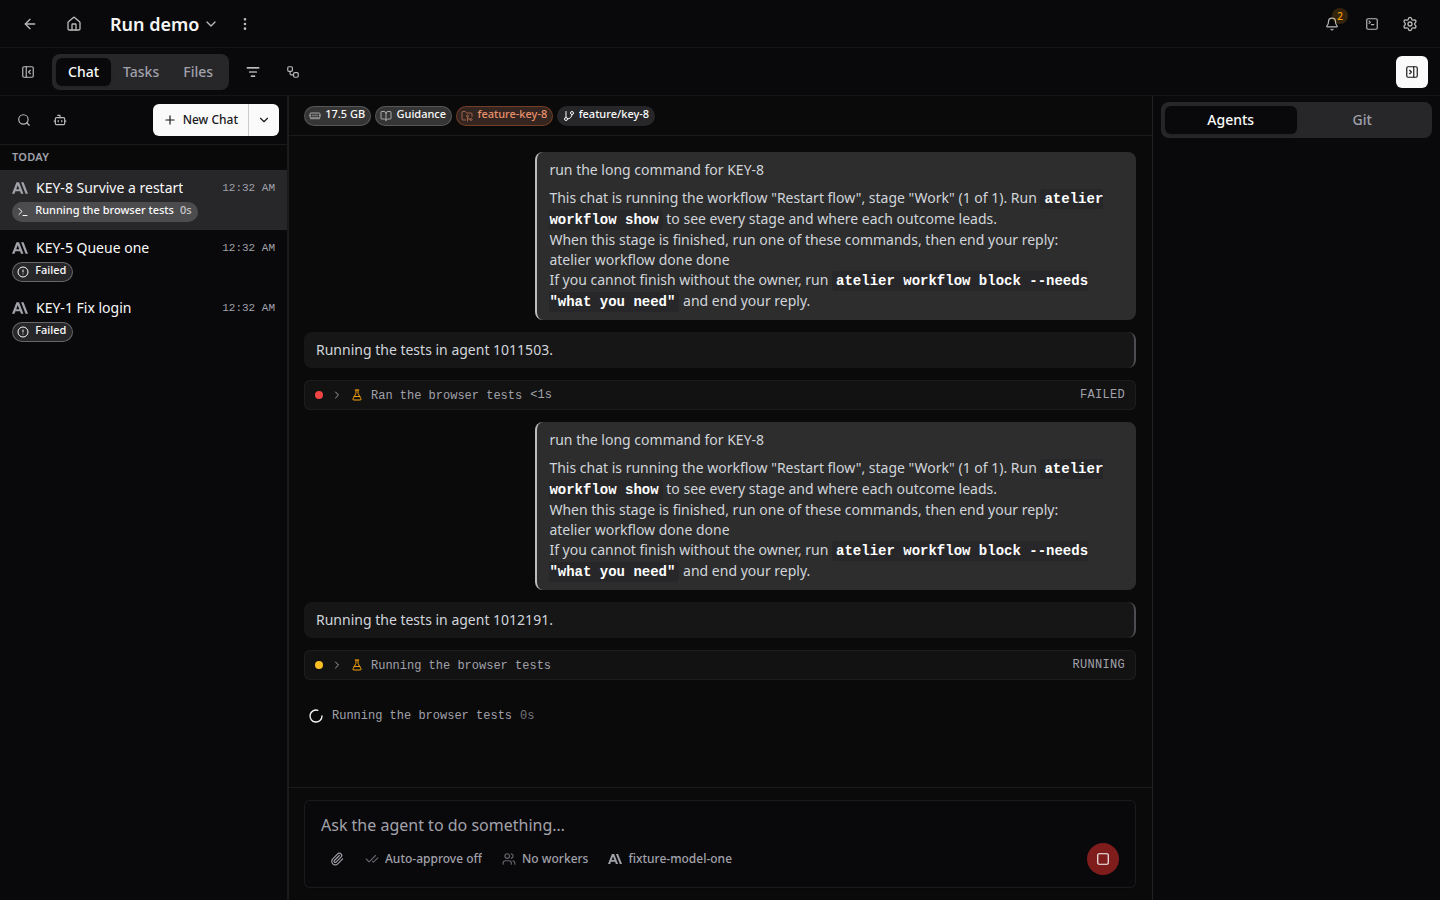 Run demo
2
Chat
Tasks
Files
New Chat
TODAY
KEY-8 Survive a restart
12:32 AM
Running the browser tests 0s
KEY-5 Queue one
12:32 AM
Failed
KEY-1 Fix login
12:32 AM
Failed
17.5 GB
Guidance
feature-key-8
feature/key-8
run the long command for KEY-8
This chat is running the workflow "Restart flow", stage "Work" (1 of 1). Run atelier
workflow show to see every stage and where each outcome leads.
When this stage is finished, run one of these commands, then end your reply:
atelier workflow done done
If you cannot finish without the owner, run atelier workflow block --needs
"what you need" and end your reply.
Running the tests in agent 1011503.
Ran the browser tests <1s
FAILED
run the long command for KEY-8
This chat is running the workflow "Restart flow", stage "Work" (1 of 1). Run atelier
workflow show to see every stage and where each outcome leads.
When this stage is finished, run one of these commands, then end your reply:
atelier workflow done done
If you cannot finish without the owner, run atelier workflow block --needs
"what you need" and end your reply.
Running the tests in agent 1012191.
Running the browser tests
RUNNING
Running the browser tests 0s
Ask the agent to do something...
Auto-approve off
No workers
fixture-model-one
Agents
Git